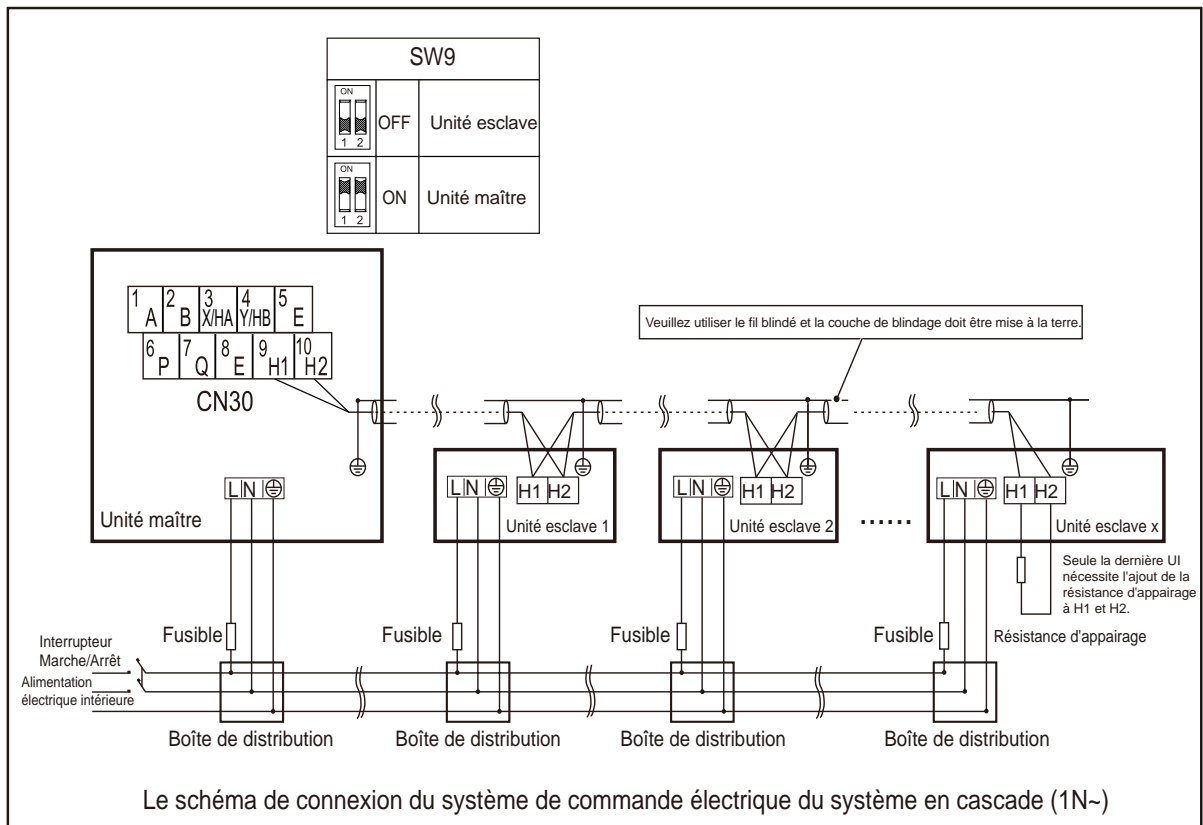 SW9
ON
1 2
OFF
Unité esclave
ON
1 2
ON
Unité maître
1 A
2 B
3 X/HA
4 Y/HB
5 E
6 P
7 Q
8 E
9 H1
10 H2
CN30
Veuillez utiliser le fil blindé et la couche de blindage doit être mise à la terre.
L N
Unité maître
L N
H1 H2
Unité esclave 1
L N
H1 H2
Unité esclave 2
......
L N
H1 H2
Unité esclave x
Seule la dernière UI
nécessite l'ajout de la
résistance d'appairage
à H1 et H2.
Résistance d'appairage
Fusible
Fusible
Fusible
Fusible
Interrupteur
Marche/Arrêt
Alimentation
électrique intérieure
Boîte de distribution
Boîte de distribution
Boîte de distribution
Boîte de distribution
Le schéma de connexion du système de commande électrique du système en cascade (1N~)